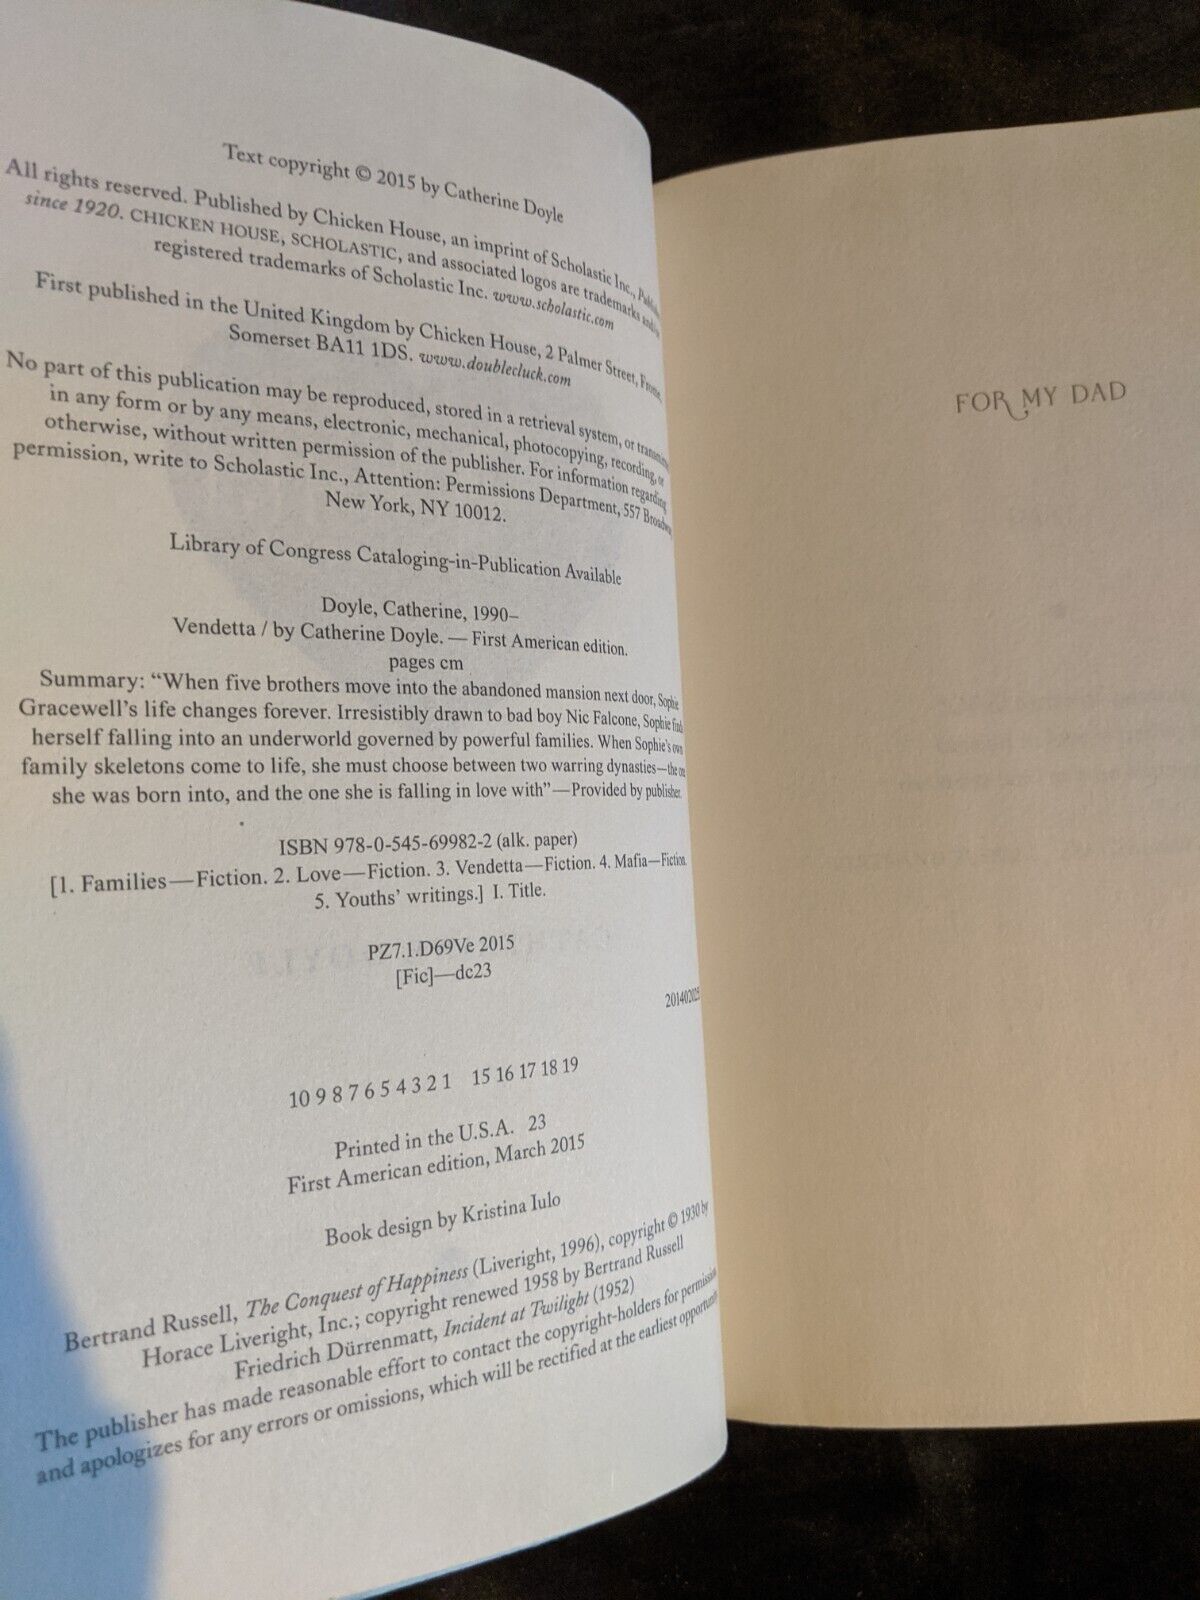 Text copyright © 2015 by Catherine Doyle
All rights reserved. Published by Chicken House, an imprint of Scholastic Inc.,
since 1920. CHICKEN HOUSE, SCHOLASTIC, and associated logos are trademarks and/or
registered trademarks of Scholastic Inc. www.scholastic.com
First published in the United Kingdom by Chicken House, 2 Palmer Street, Frome,
Somerset BA11 1DS. www.doublecluck.com
No part of this publication may be reproduced, stored in a retrieval system, or
in any form or by any means, electronic, mechanical, photocopying, recording, or
otherwise, without written permission of the publisher. For information regarding
permission, write to Scholastic Inc., Attention: Permissions Department, 557 Broadway
New York, NY 10012.
Library of Congress Cataloging-in-Publication Available
Doyle, Catherine, 1990–
Vendetta / by Catherine Doyle. — First American edition.
pages cm
Summary: “When five brothers move into the abandoned mansion next door, Sophie
Gracewell’s life changes forever. Irresistibly drawn to bad boy Nic Falcone, Sophie finds
herself falling into an underworld governed by powerful families. When Sophie’s own
family skeletons come to life, she must choose between two warring dynasties—the one
she was born into, and the one she is falling in love with”—Provided by publisher.
ISBN 978-0-545-69982-2 (alk. paper)
[1. Families—Fiction. 2. Love—Fiction. 3. Vendetta—Fiction. 4. Mafia—Fiction.
5. Youths’ writings.] I. Title.
PZ7.1.D69Ve 2015
[Fic]—dc23
10 9 8 7 6 5 4 3 2 1 15 16 17 18 19
Printed in the U.S.A. 23
First American edition, March 2015
Book design by Kristina Iulo
Bertrand Russell, The Conquest of Happiness (Liveright, 1996), copyright © 1930 by
Horace Liveright, Inc.; copyright renewed 1958 by Bertrand Russell
Friedrich Dürrenmatt, Incident at Twilight (1952)
The publisher has made reasonable effort to contact the copyright-holders for permission
and apologizes for any errors or omissions, which will be rectified at the earliest opportunity
FOR MY DAD